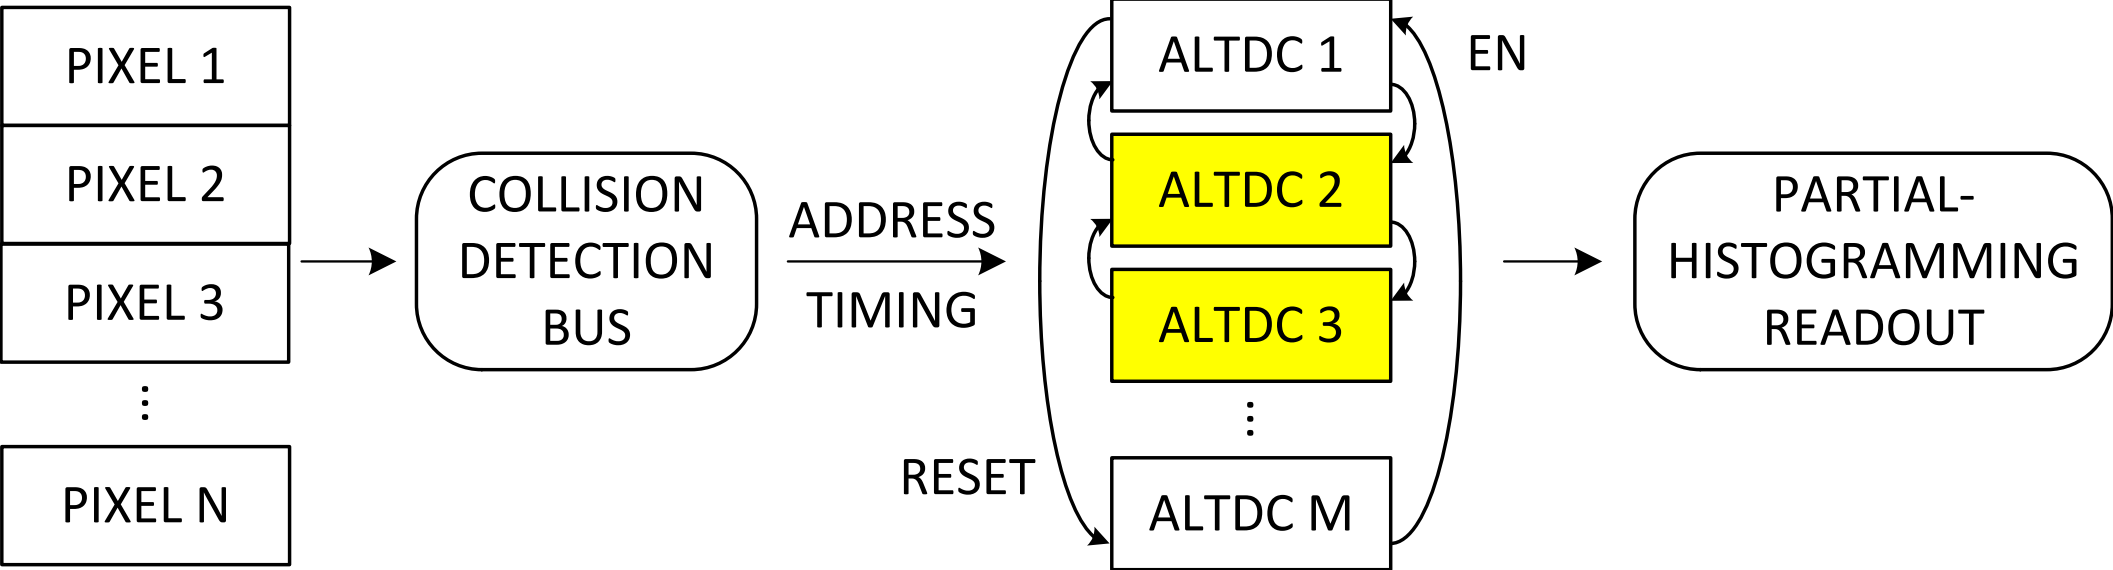 PIXEL 1
PIXEL 2
PIXEL 3
⋮
PIXEL N
COLLISION
DETECTION
BUS
ADDRESS
TIMING
RESET
ALTDC 1
ALTDC 2
ALTDC 3
⋮
ALTDC M
EN
PARTIAL-
HISTOGRAMMING
READOUT